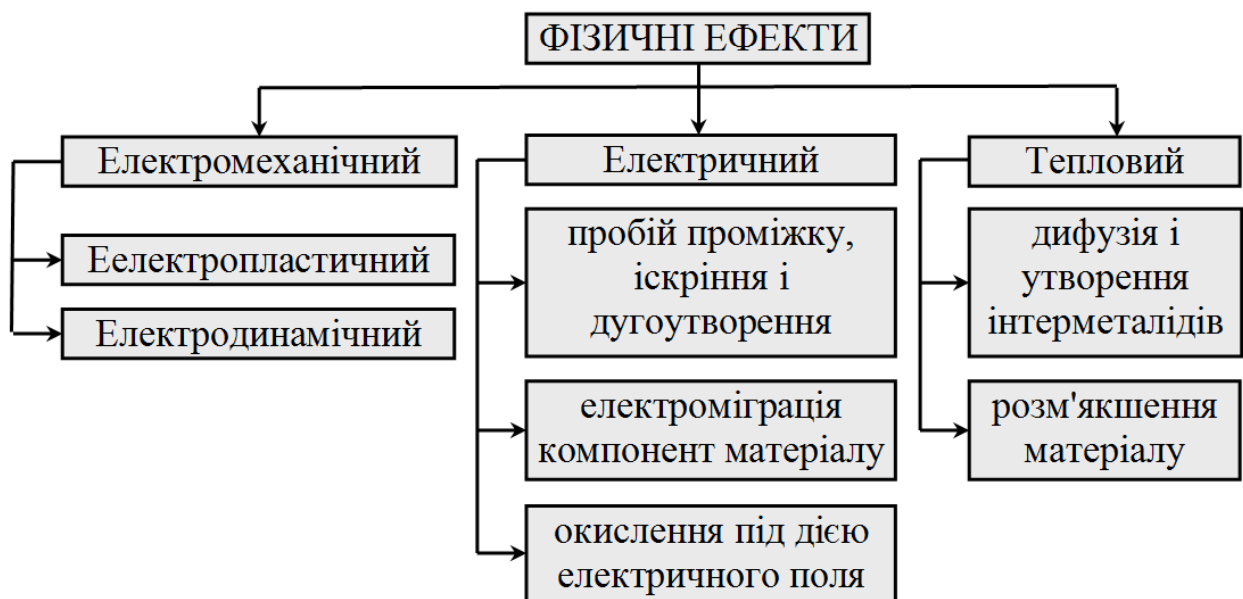 ФІЗИЧНІ ЕФЕКТИ
Електромеханічний
Еелектропластичний
Електродинамічний
Електричний
пробій проміжку,
іскріння і
дугоутворення
електроміграція
компонент матеріалу
окислення під дією
електричного поля
Тепловий
дифузія і
утворення
інтерметалідів
розм'якшення
матеріалу